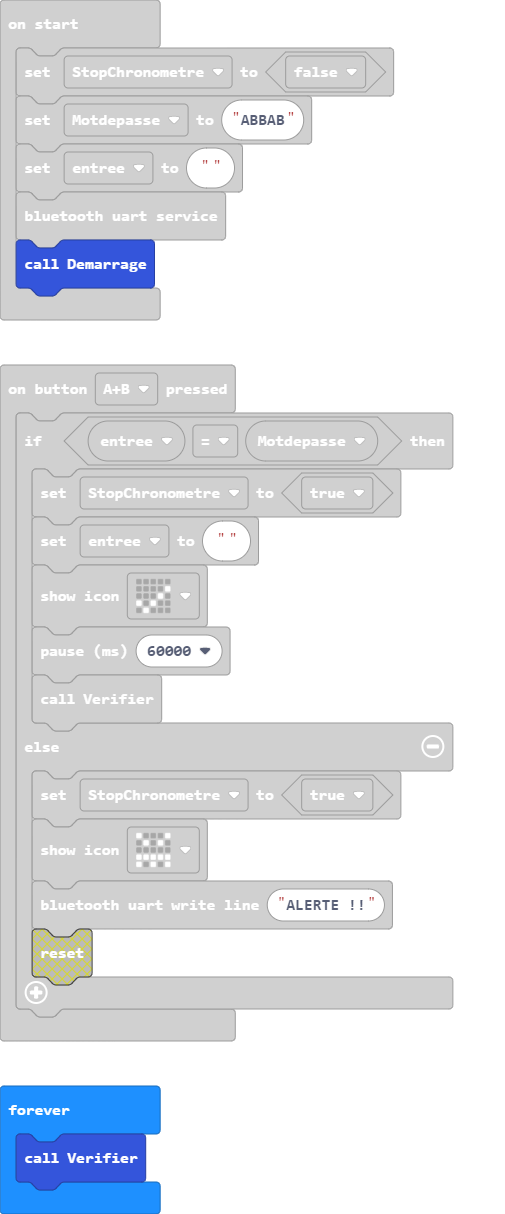 on start
set StopChronometre to false
set Motdepasse to "ABBAB"
set entree to " "
bluetooth uart service
call Demarrage
on button A+B pressed
if entree = Motdepasse then
set StopChronometre to true
set entree to " "
show icon
pause (ms) 60000
call Verifier
else
set StopChronometre to true
show icon
bluetooth uart write line "ALERTE !!"
reset
forever
call Verifier